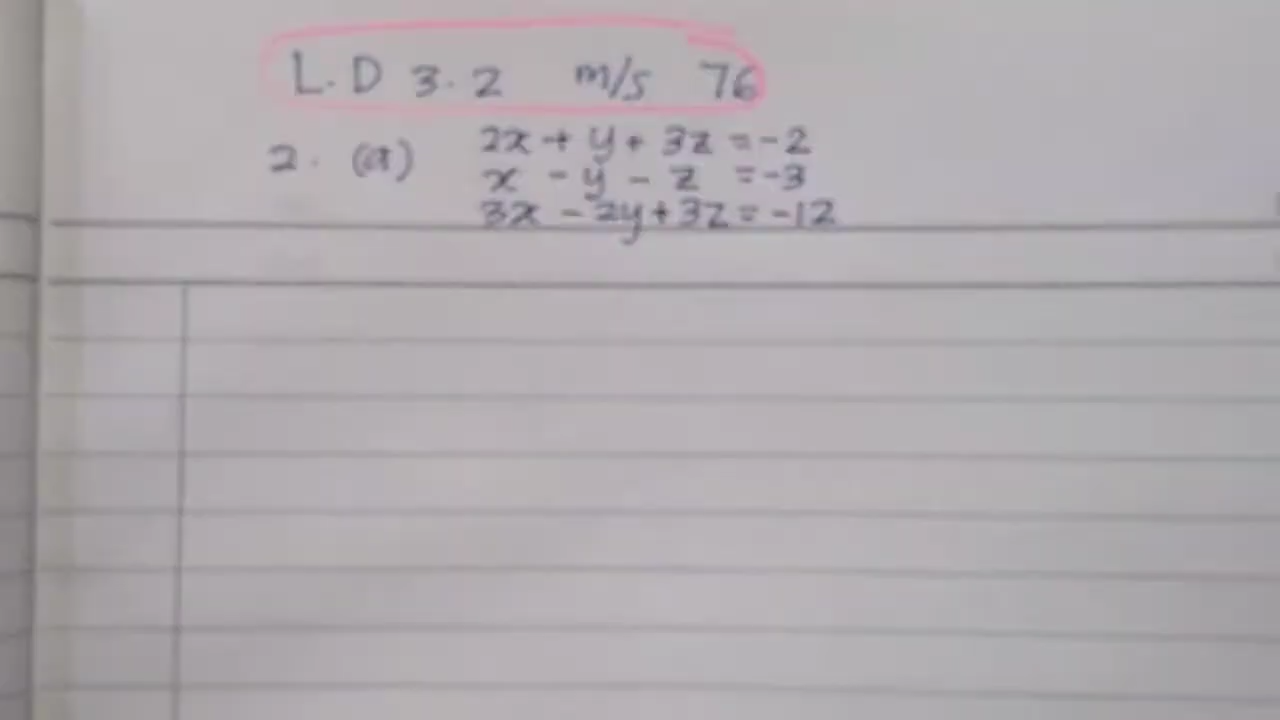 L.D 3.2 m/s 76
2. (a) 2x + y + 3z = -2
x - y - z = -3
3x - 2y + 3z = -12